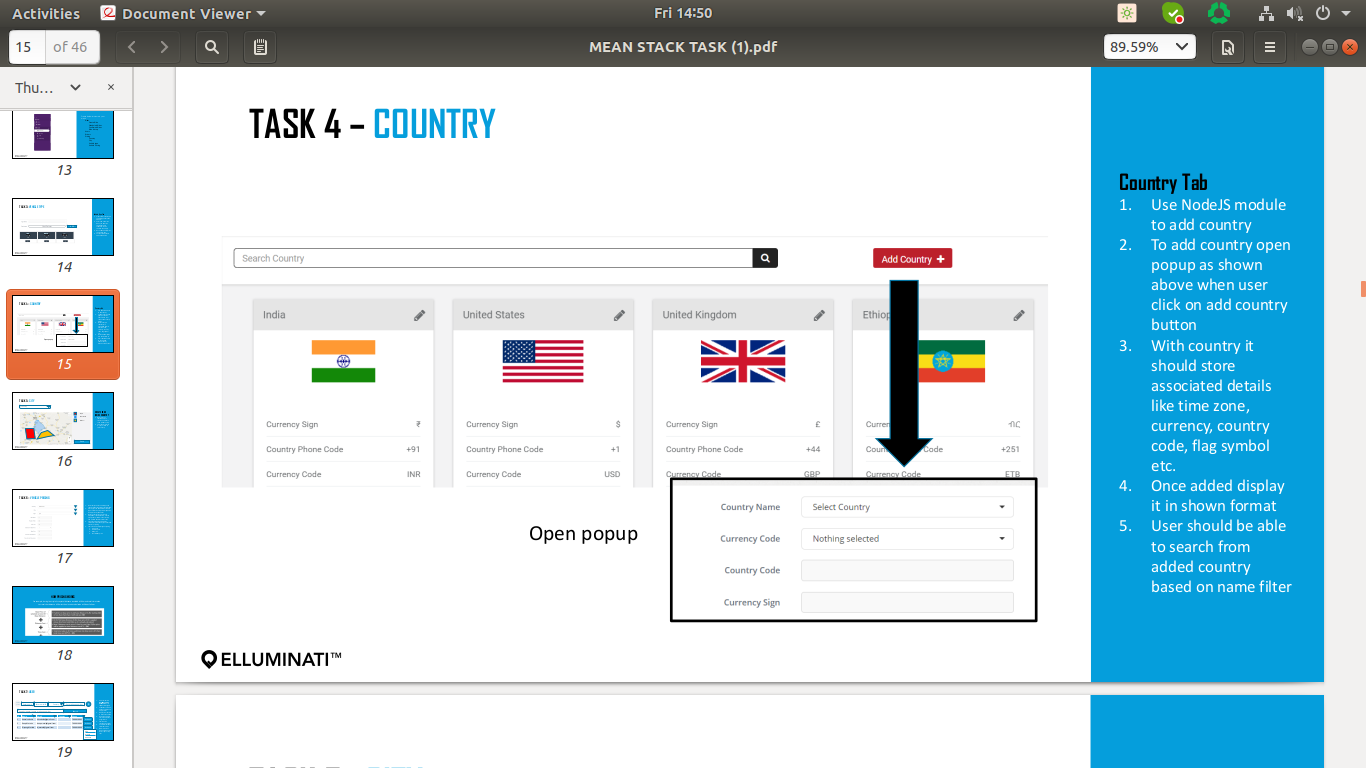 Activities
Document Viewer
Fri 14:50
15
of 46
MEAN STACK TASK (1).pdf
89.59%
Thu...
×
13
14
15
16
17
18
19
TASK 4 – COUNTRY
Search Country
Add Country +
India
United States
United Kingdom
Currency Sign ₹
Country Phone Code +91
Currency Code INR
Currency Sign $
Country Phone Code +1
Currency Code USD
Currency Sign £
Country Phone Code +44
Currency Code GBP
Code +251
Currency Code ETB
Open popup
Country Name Select Country
Currency Code Nothing selected
Country Code
Currency Sign
ELLUMINATI™
Country Tab
1. Use NodeJS module
to add country
2. To add country open
popup as shown
above when user
click on add country
button
3. With country it
should store
associated details
like time zone,
currency, country
code, flag symbol
etc.
4. Once added display
it in shown format
5. User should be able
to search from
added country
based on name filter